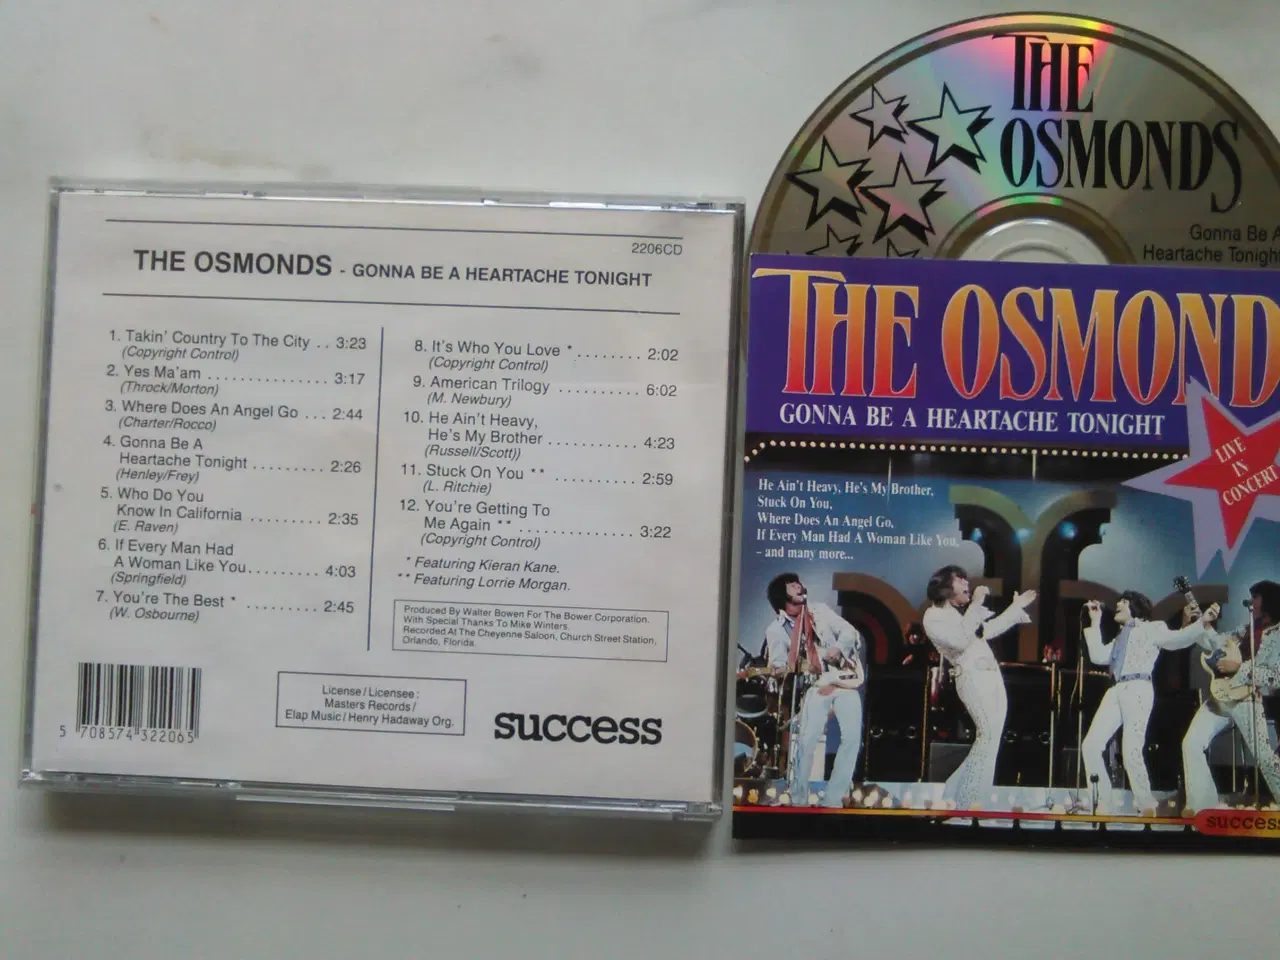 2206CD
THE OSMONDS - GONNA BE A HEARTACHE TONIGHT
1. Takin' Country To The City .. 3:23
(Copyright Control)
2. Yes Ma'am .............. 3:17
(Throck/Morton)
3. Where Does An Angel Go ... 2:44
(Charter/Rocco)
4. Gonna Be A
Heartache Tonight ......... 2:26
(Henley/Frey)
5. Who Do You
Know In California ......... 2:35
(E. Raven)
6. If Every Man Had
A Woman Like You......... 4:03
(Springfield)
7. You're The Best * ......... 2:45
(W. Osbourne)
8. It's Who You Love *........ 2:02
(Copyright Control)
9. American Trilogy .......... 6:02
(M. Newbury)
10. He Ain't Heavy,
He's My Brother ........... 4:23
(Russell/Scott))
11. Stuck On You ** .......... 2:59
(L. Ritchie)
12. You're Getting To
Me Again ** ............... 3:22
(Copyright Control)
* Featuring Kieran Kane.
** Featuring Lorrie Morgan.
Produced By Walter Bowen For The Bower Corporation.
With Special Thanks To Mike Winters.
Recorded At The Cheyenne Saloon, Church Street Station,
Orlando, Florida.
License / Licensee :
Masters Records /
Elap Music / Henry Hadaway Org.
success
5 708574 322065
THE
OSMONDS
Gonna Be A
Heartache Tonight
THE OSMOND
GONNA BE A HEARTACHE TONIGHT
LIVE
IN
CONCERT
He Ain't Heavy, He's My Brother,
Stuck On You,
Where Does An Angel Go,
If Every Man Had A Woman Like You,
- and many more...
success